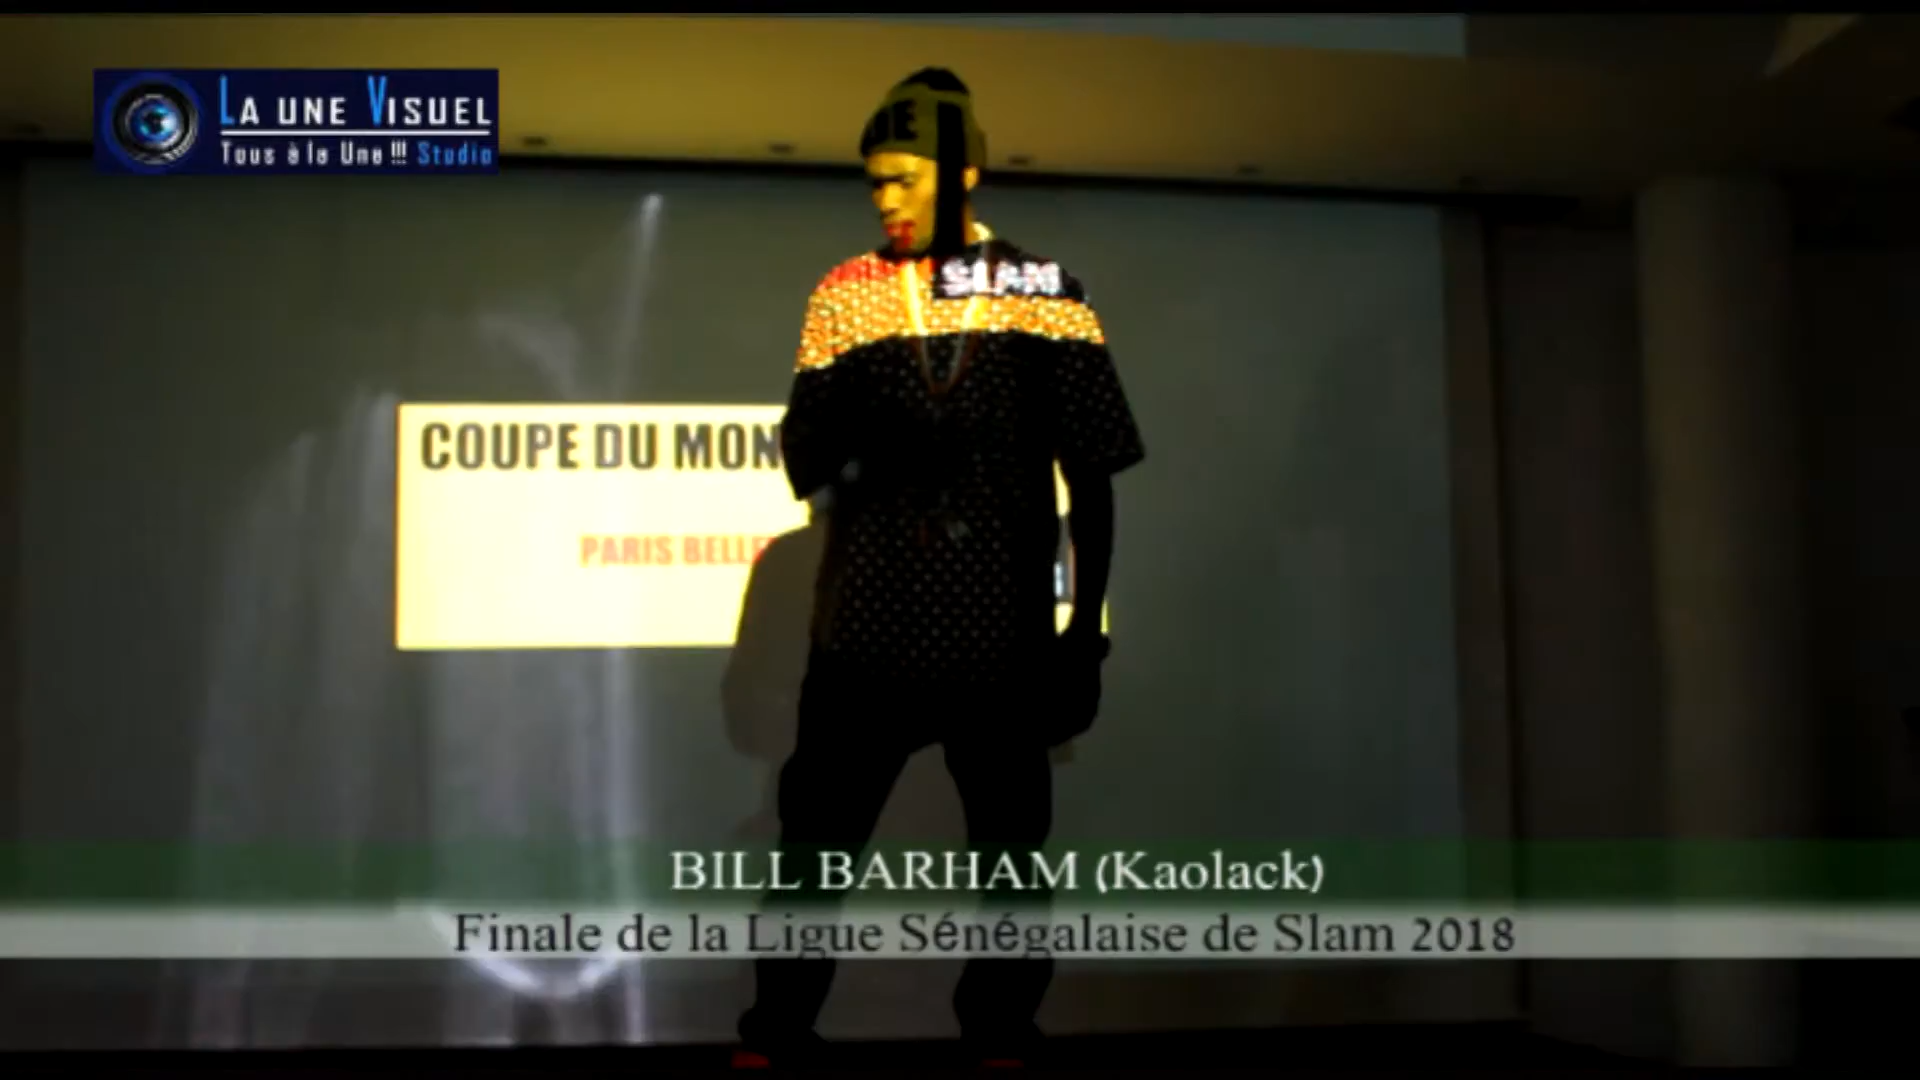 LA UNE VISUEL
Tous à la Une !!! Studio
SLAM
COUPE DU MON
PARIS BELLE
BILL BARHAM (Kaolack)
Finale de la Ligue Sénégalaise de Slam 2018